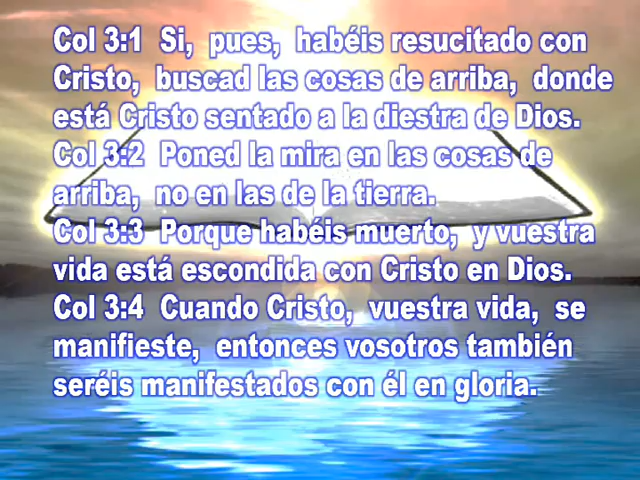 Col 3:1  Si,  pues,  habéis resucitado con
Cristo,  buscad las cosas de arriba,  donde
está Cristo sentado a la diestra de Dios.
Col 3:2  Poned la mira en las cosas de
arriba,  no en las de la tierra.
Col 3:3  Porque habéis muerto,  y vuestra
vida está escondida con Cristo en Dios.
Col 3:4  Cuando Cristo,  vuestra vida,  se
manifieste,  entonces vosotros también
seréis manifestados con él en gloria.